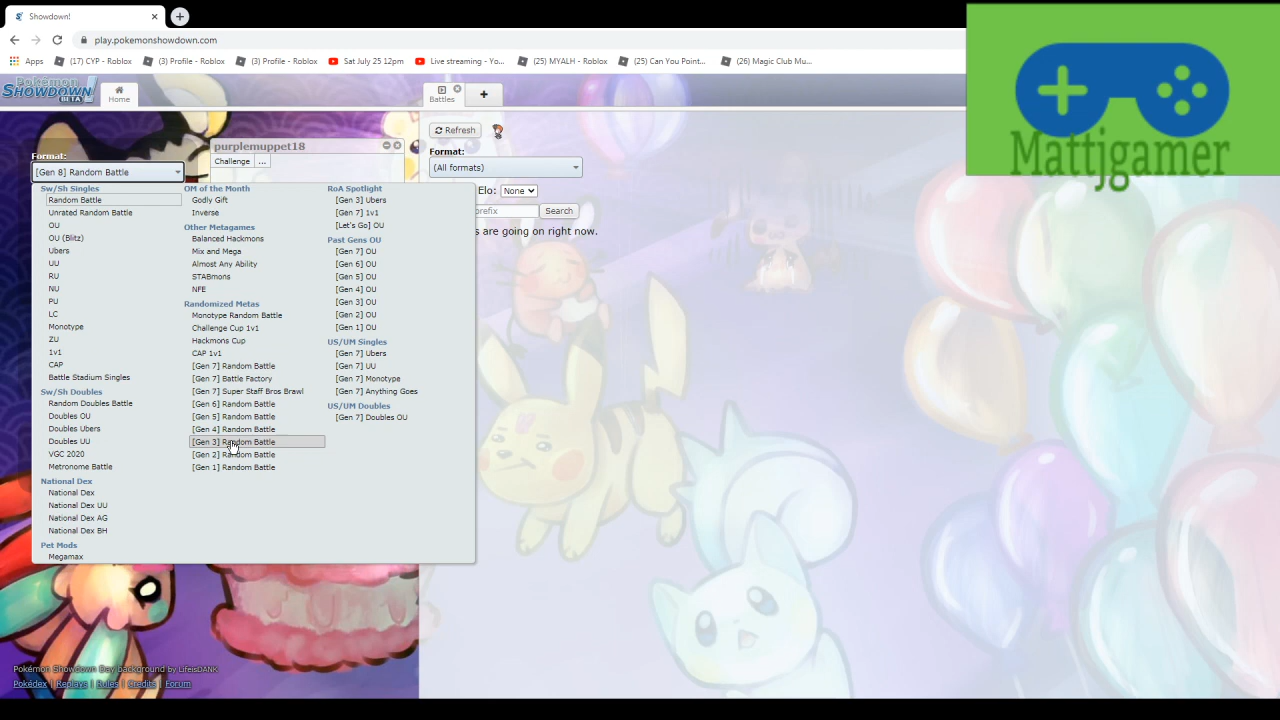 Showdown!
play.pokemonshowdown.com
Apps
(17) CYP - Roblox
(3) Profile - Roblox
(3) Profile - Roblox
Sat July 25 12pm
Live streaming - Yo...
(25) MYALH - Roblox
(25) Can You Point...
(26) Magic Club Mu...
Mattjgamer
Pokémon
SHOWDOWN!
BETA
Home
Battles
Format:
[Gen 8] Random Battle
purplemuppet18
Challenge
...
Refresh
Format:
(All formats)
Elo:
None
prefix
Search
s are going on right now.
Sw/Sh Singles
Random Battle
Unrated Random Battle
OU
OU (Blitz)
Ubers
UU
RU
NU
PU
LC
Monotype
ZU
1v1
CAP
Battle Stadium Singles
Sw/Sh Doubles
Random Doubles Battle
Doubles OU
Doubles Ubers
Doubles UU
VGC 2020
Metronome Battle
National Dex
National Dex
National Dex UU
National Dex AG
National Dex BH
Pet Mods
Megamax
OM of the Month
Godly Gift
Inverse
Other Metagames
Balanced Hackmons
Mix and Mega
Almost Any Ability
STABmons
NFE
Randomized Metas
Monotype Random Battle
Challenge Cup 1v1
Hackmons Cup
CAP 1v1
[Gen 7] Random Battle
[Gen 7] Battle Factory
[Gen 7] Super Staff Bros Brawl
[Gen 6] Random Battle
[Gen 5] Random Battle
[Gen 4] Random Battle
[Gen 3] Random Battle
[Gen 2] Random Battle
[Gen 1] Random Battle
RoA Spotlight
[Gen 3] Ubers
[Gen 7] 1v1
[Let's Go] OU
Past Gens OU
[Gen 7] OU
[Gen 6] OU
[Gen 5] OU
[Gen 4] OU
[Gen 3] OU
[Gen 2] OU
[Gen 1] OU
US/UM Singles
[Gen 7] Ubers
[Gen 7] UU
[Gen 7] Monotype
[Gen 7] Anything Goes
US/UM Doubles
[Gen 7] Doubles OU
Pokémon Showdown Day background by LifeisDANK
Pokédex | Replays | Rules | Credits | Forum